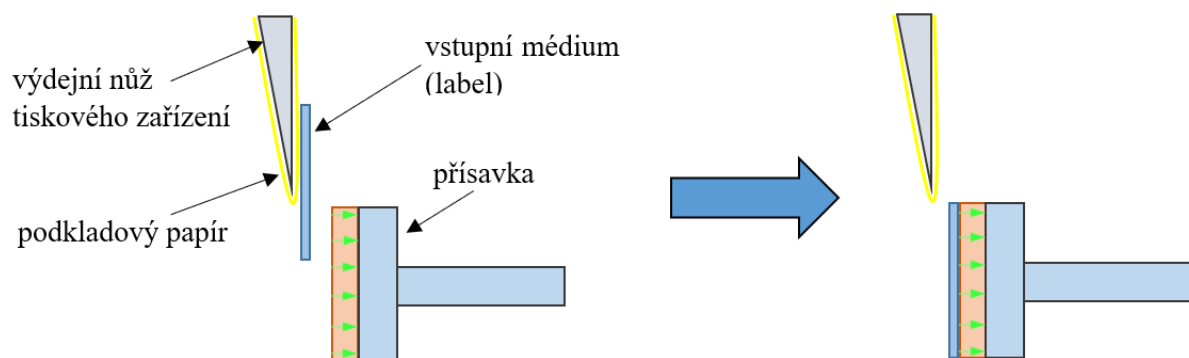 výdejní nůž
tiskového zařízení
podkladový papír
vstupní médium
(label)
přísavka